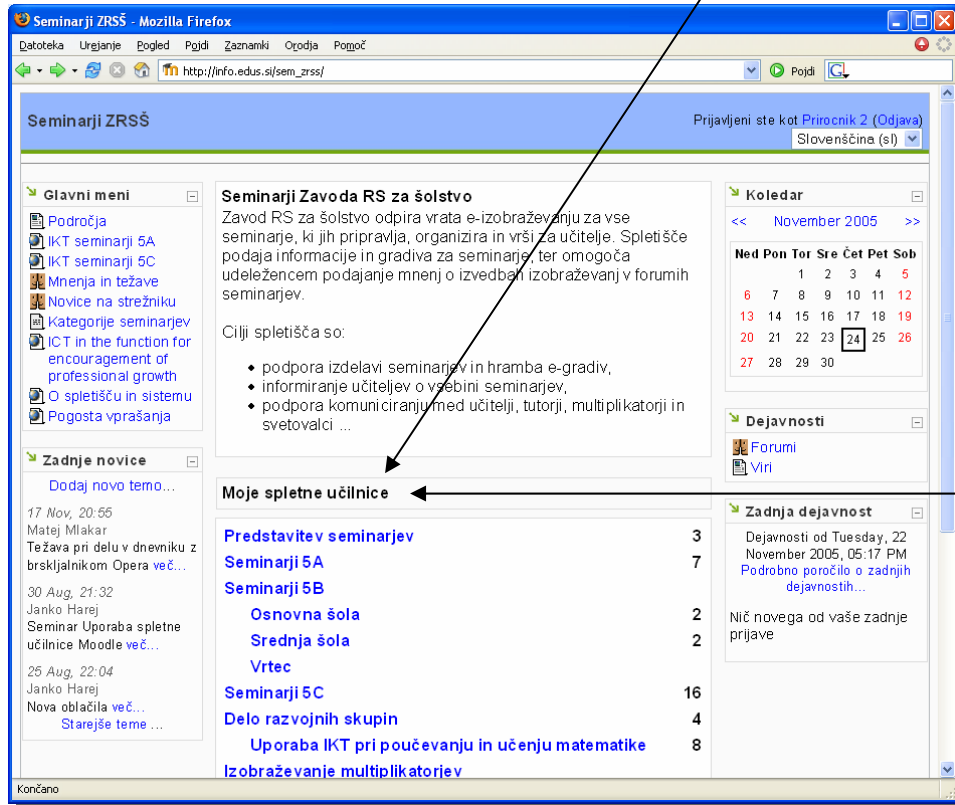 Seminarji ZRSŠ - Mozilla Firefox
Datoteka Urejanje Pogled Pojdi Zaznamki Orodja Pomoč
http://info.edus.si/sem_zrss/
Pojdi
Seminarji ZRSŠ
Prijavljeni ste kot Prirocnik 2 (Odjava)
Slovenščina (sl)
Glavni meni
Področja
IKT seminarji 5A
IKT seminarji 5C
Mnenja in težave
Novice na strežniku
Kategorije seminarjev
ICT in the function for
encouragement of
professional growth
O spletišču in sistemu
Pogosta vprašanja
Zadnje novice
Dodaj novo temo...
17 Nov, 20:55
Matej Mlakar
Težava pri delu v dnevniku z
brskljalnikom Opera več...
30 Aug, 21:32
Janko Harej
Seminar Uporaba spletne
učilnice Moodle več...
25 Aug, 22:04
Janko Harej
Nova oblačila več...
Starejše teme ...
Seminarji Zavoda RS za šolstvo
Zavod RS za šolstvo odpira vrata e-izobraževanju za vse
seminarje, ki jih pripravlja, organizira in vrši za učitelje. Spletišče
podaja informacije in gradiva za seminarje, ter omogoča
udeležencem podajanje mnenj o izvedbah izobraževanj v forumih
seminarjev.
Cilji spletišča so:
• podpora izdelavi seminarjev in hramba e-gradiv,
• informiranje učiteljev o vsebini seminarjev,
• podpora komuniciranju med učitelji, tutorji, multiplikatorji in
svetovalci ...
Moje spletne učilnice
Predstavitev seminarjev 3
Seminarji 5A 7
Seminarji 5B
Osnovna šola 2
Srednja šola 2
Vrtec
Seminarji 5C 16
Delo razvojnih skupin 4
Uporaba IKT pri poučevanju in učenju matematike 8
Izobraževanje multiplikatorjev
Koledar
<< November 2005 >>
Ned Pon Tor Sre Čet Pet Sob
1 2 3 4 5
6 7 8 9 10 11 12
13 14 15 16 17 18 19
20 21 22 23 24 25 26
27 28 29 30
Dejavnosti
Forumi
Viri
Zadnja dejavnost
Dejavnosti od Tuesday, 22
November 2005, 05:17 PM
Podrobno poročilo o zadnjih
dejavnostih...
Nič novega od vaše zadnje
prijave
Končano